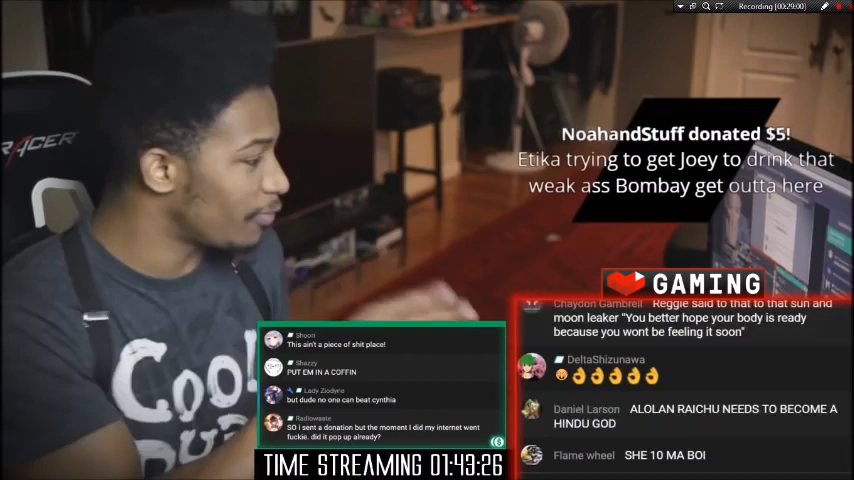 Recording [00:29:00]
RACER
NoahandStuff donated $5!
Etika trying to get Joey to drink that
weak ass Bombay get outta here
GAMING
Chaydon Gambrell Reggie said to that to that sun and
moon leaker "You better hope your body is ready
because you wont be feeling it soon"
DeltaShizunawa
Daniel Larson ALOLAN RAICHU NEEDS TO BECOME A
HINDU GOD
Flame wheel SHE 10 MA BOI
Shoori
This ain't a piece of shit place!
Shazzy
PUT EM IN A COFFIN
Lady Ziodyne
but dude no one can beat cynthia
Radiowaste
SO i sent a donation but the moment I did my internet went
fuckie. did it pop up already?
TIME STREAMING 01:43:26
COOL